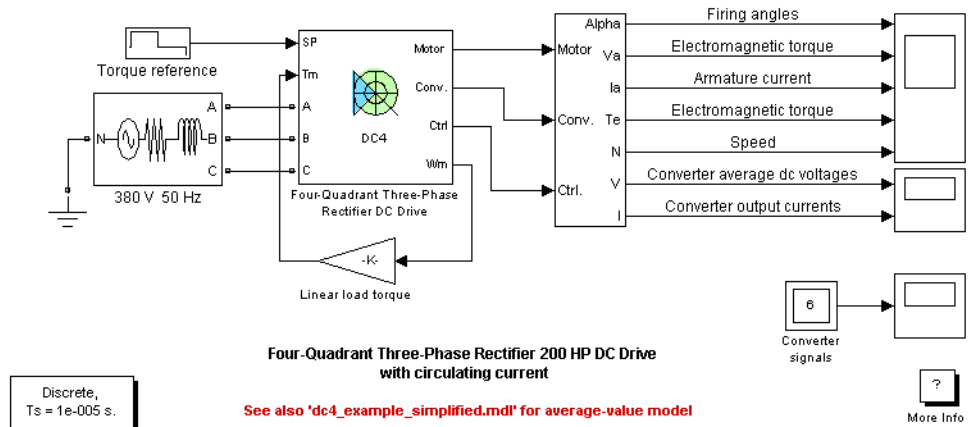 Torque reference
N
A
B
C
380 V  50 Hz
SP
Tm
A
B
C
Motor
Conv.
Ctrl
Wm
DC4
Four-Quadrant Three-Phase
Rectifier DC Drive
-K-
Linear load torque
Motor
Conv.
Ctrl.
Alpha
Va
Ia
Te
N
V
I
Firing angles
Electromagnetic torque
Armature current
Electromagnetic torque
Speed
Converter average dc voltages
Converter output currents
6
Converter
signals
Four-Quadrant Three-Phase Rectifier 200 HP DC Drive
with circulating current
Discrete,
Ts = 1e-005 s.
See also 'dc4_example_simplified.mdl' for average-value model
?
More Info